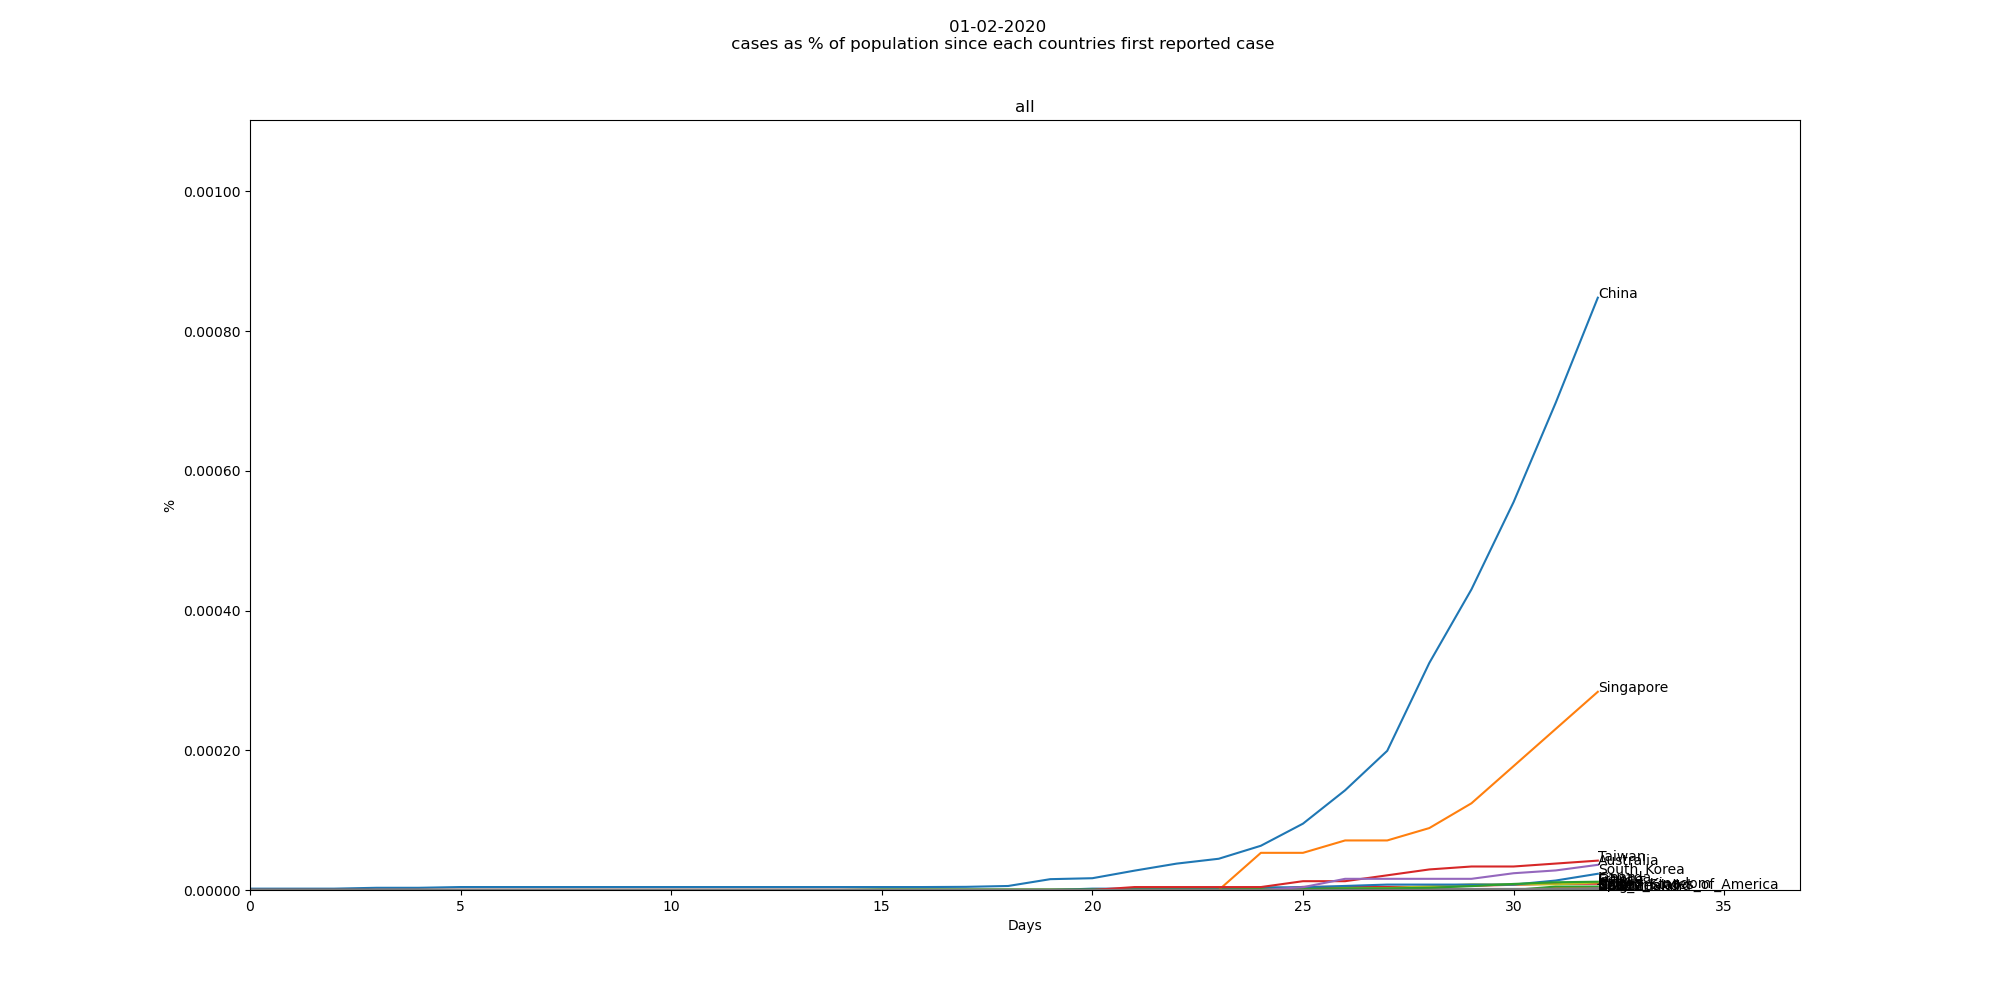 01-02-2020
cases as % of population since each countries first reported case
all
0.00100
0.00080
0.00060
0.00040
0.00020
0.00000
%
China
Singapore
Taiwan
Australia
South_Korea
of_America
0
5
10
15
20
25
30
35
Days